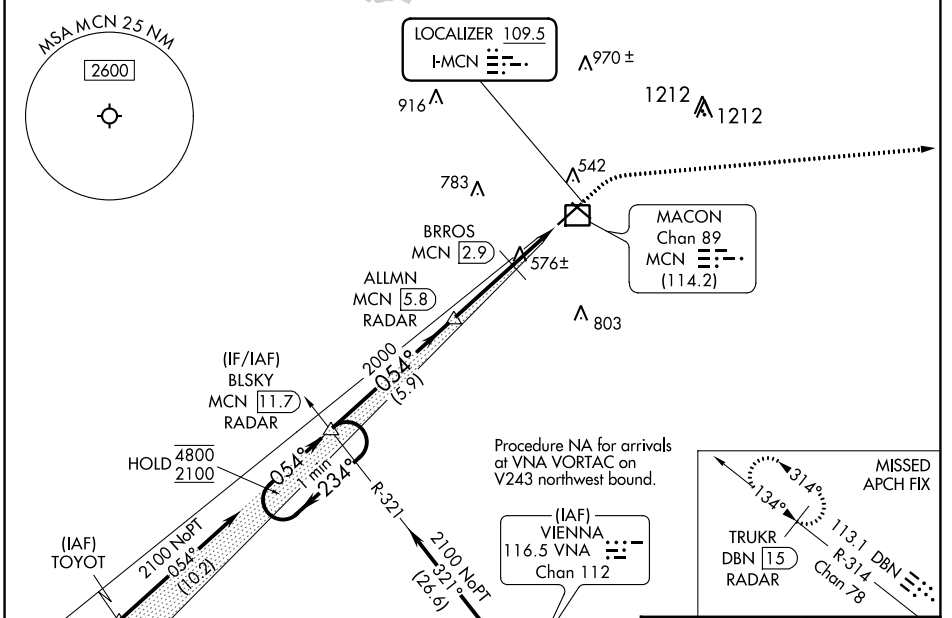 MSA MCN 25 NM
2600
LOCALIZER 109.5
I-MCN
970 ±
916
1212
1212
542
783
MACON
Chan 89
MCN
(114.2)
BRROS
MCN 2.9
576±
ALLMN
MCN 5.8
RADAR
803
2000
054°
(5.9)
(IF/IAF)
BLSKY
MCN 11.7
RADAR
HOLD 4800
2100
054°
1 min
234°
R-321
Procedure NA for arrivals
at VNA VORTAC on
V243 northwest bound.
2100 NoPT
054°
(10.2)
(IAF)
TOYOT
2100 NoPT
321°
(26.6)
(IAF)
VIENNA
116.5 VNA
Chan 112
MISSED
APCH FIX
314°
134°
TRUKR
DBN 15
RADAR
113.1 DBN
R-314
Chan 78